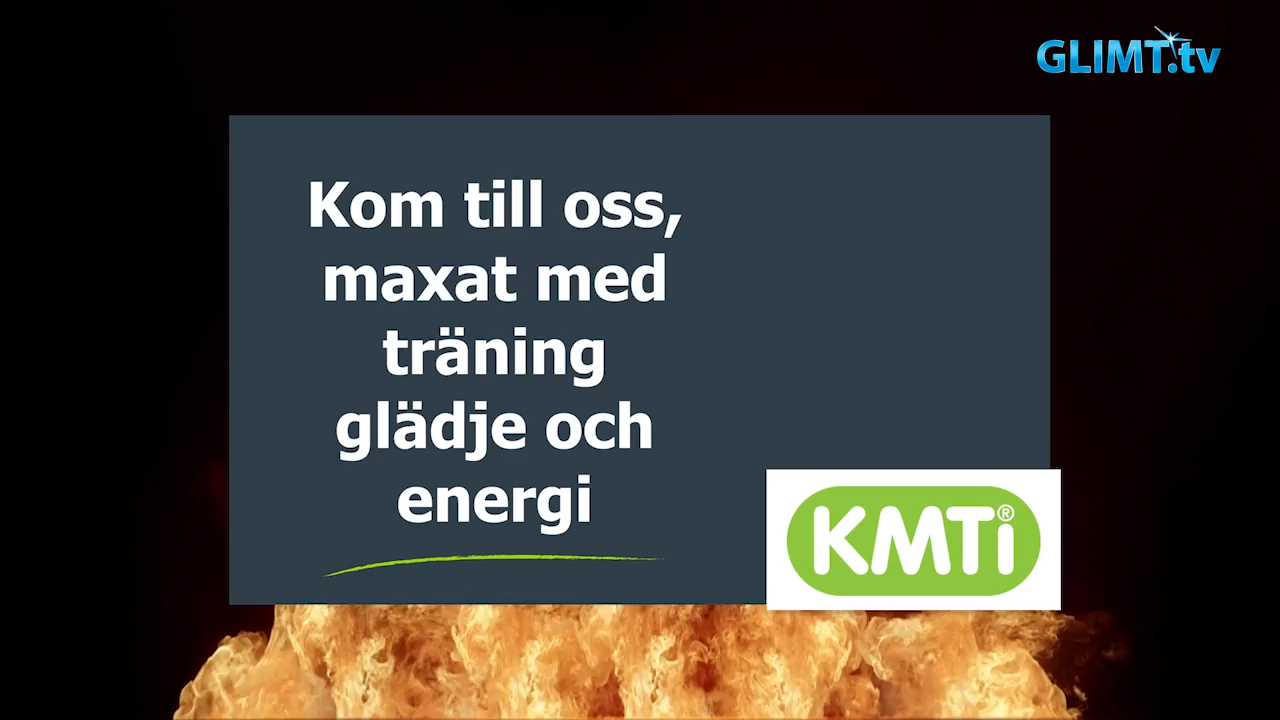 GLIMT.tv
Kom till oss,
maxat med
träning
glädje och
energi
KMTi®